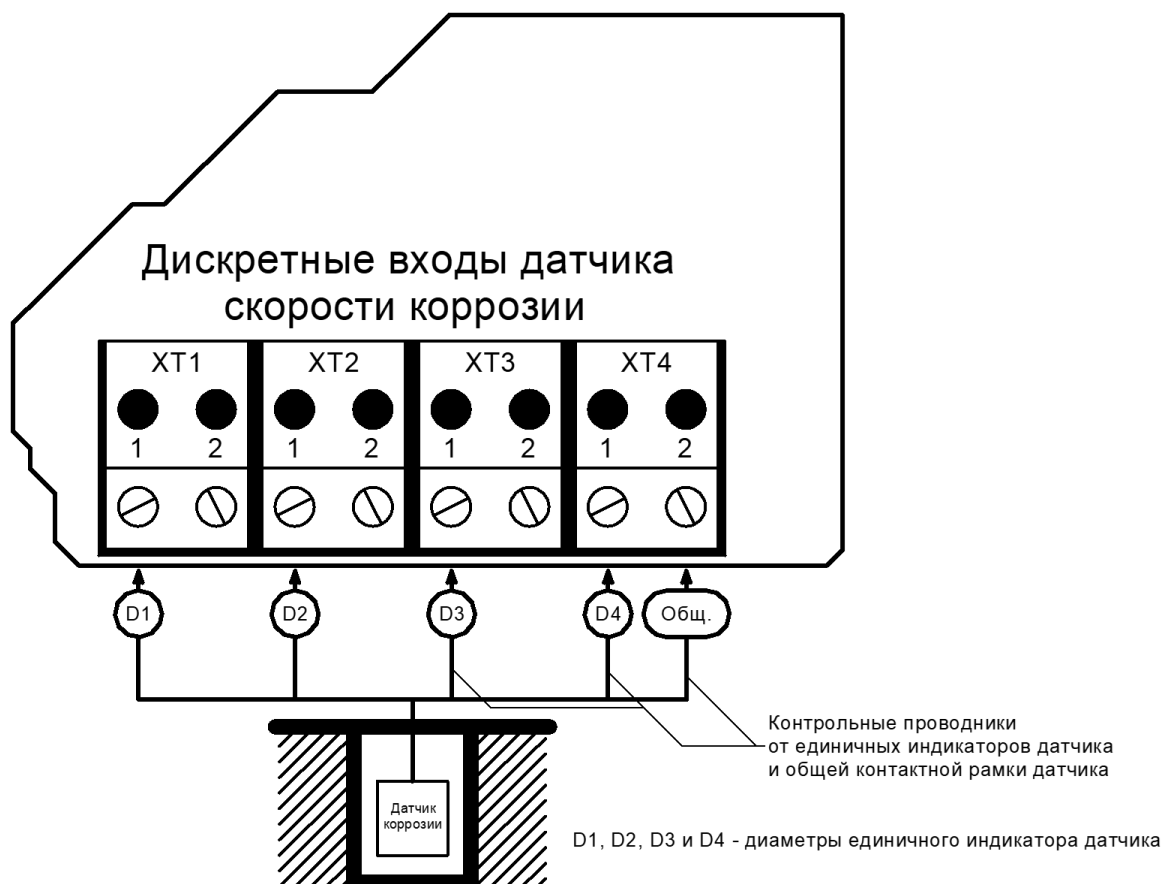 Дискретные входы датчика
скорости коррозии
XT1 XT2 XT3 XT4
1 2 1 2 1 2 1 2
D1 D2 D3 D4 Общ.
Контрольные проводники
от единичных индикаторов датчика
и общей контактной рамки датчика
Датчик
коррозии
D1, D2, D3 и D4 - диаметры единичного индикатора датчика